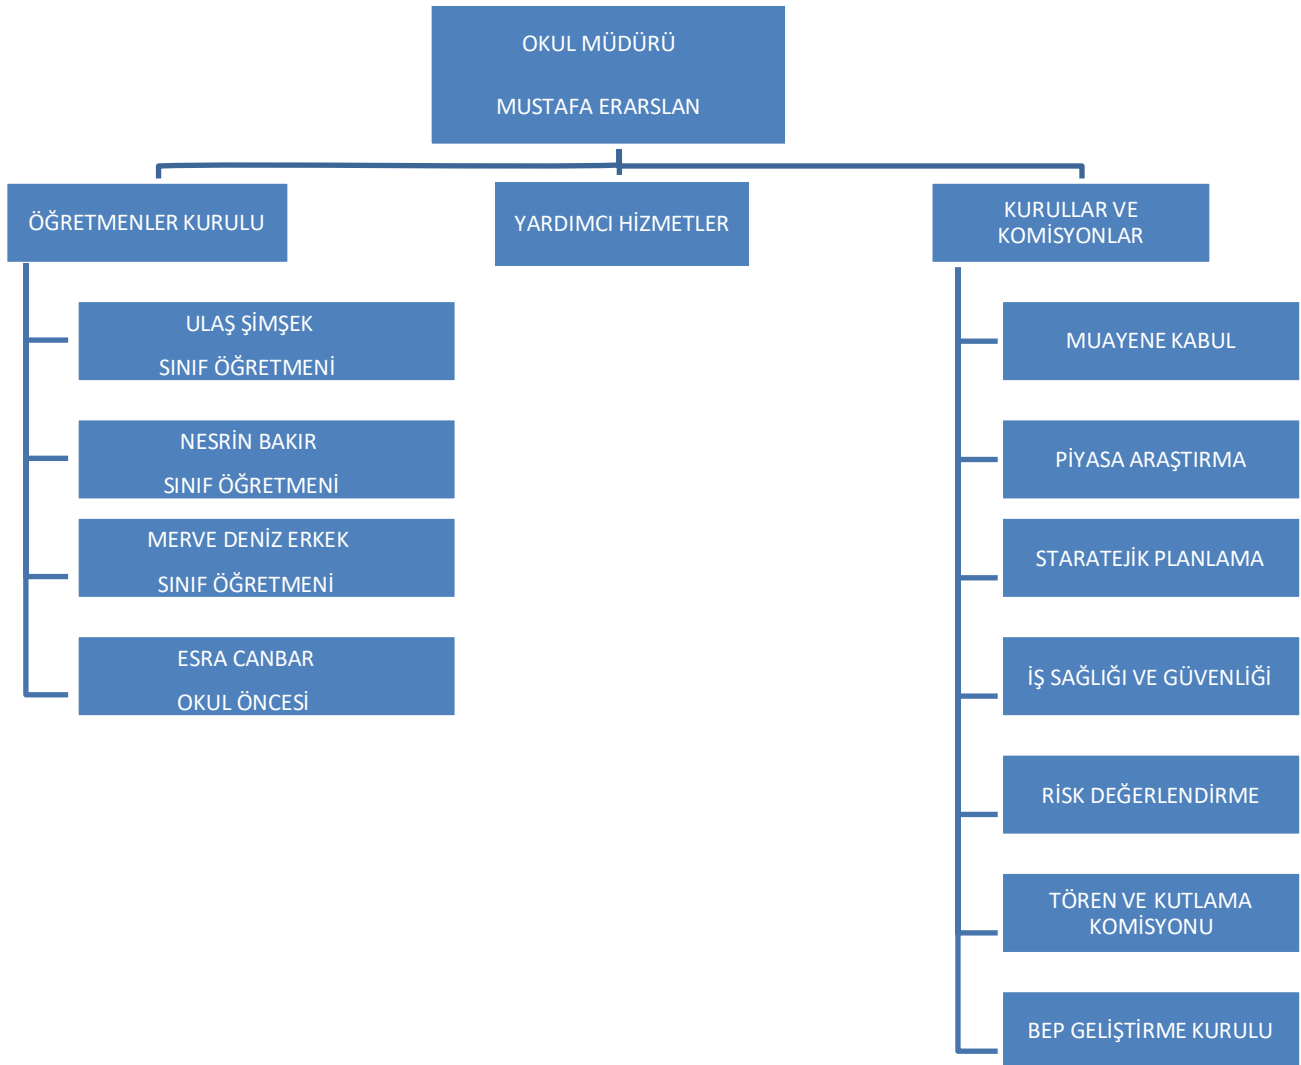 OKUL MÜDÜRÜ
MUSTAFA ERARSLAN
ÖĞRETMENLER KURULU
YARDIMCI HİZMETLER
KURULLAR VE
KOMİSYONLAR
ULAŞ ŞİMŞEK
SINIF ÖĞRETMENİ
NESRİN BAKIR
SINIF ÖĞRETMENİ
MERVE DENİZ ERKEK
SINIF ÖĞRETMENİ
ESRA CANBAR
OKUL ÖNCESİ
MUAYENE KABUL
PİYASA ARAŞTIRMA
STARATEJİK PLANLAMA
İŞ SAĞLIĞI VE GÜVENLİĞİ
RİSK DEĞERLENDİRME
TÖREN VE KUTLAMA
KOMİSYONU
BEP GELİŞTİRME KURULU